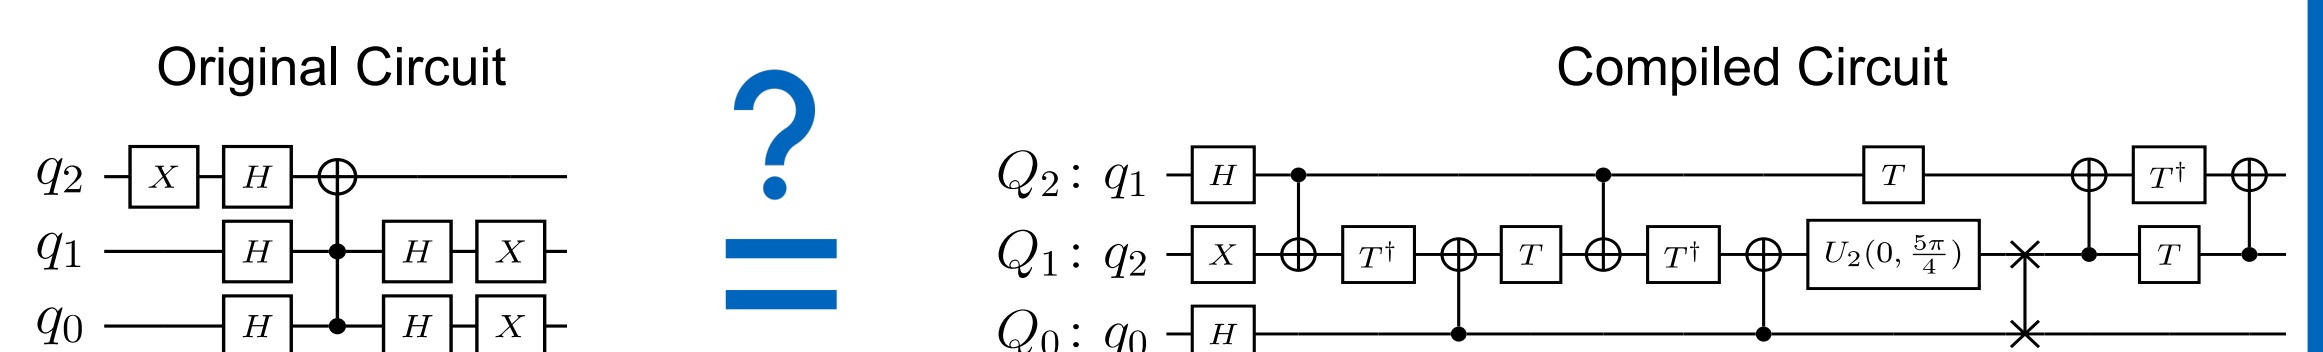 Original Circuit
?
=
Compiled Circuit
q₂ X H
q₁ H H X
q₀ H H X
Q₂ : q₁ H T T†
Q₁ : q₂ X T† T T† U₂(0, 5π/4) T
Q₀ : q₀ H